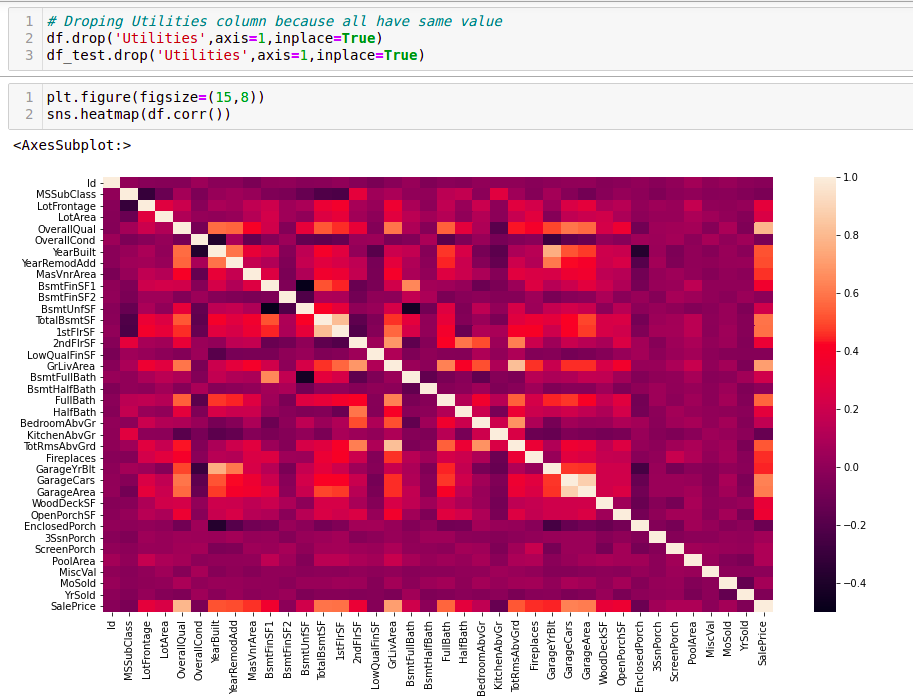 1 # Droping Utilities column because all have same value
2 df.drop('Utilities',axis=1,inplace=True)
3 df_test.drop('Utilities',axis=1,inplace=True)
1 plt.figure(figsize=(15,8))
2 sns.heatmap(df.corr())
<AxesSubplot:>
Id
MSSubClass
LotFrontage
LotArea
OverallQual
OverallCond
YearBuilt
YearRemodAdd
MasVnrArea
BsmtFinSF1
BsmtFinSF2
BsmtUnfSF
TotalBsmtSF
1stFlrSF
2ndFlrSF
LowQualFinSF
GrLivArea
BsmtFullBath
BsmtHalfBath
FullBath
HalfBath
BedroomAbvGr
KitchenAbvGr
TotRmsAbvGrd
Fireplaces
GarageYrBlt
GarageCars
GarageArea
WoodDeckSF
OpenPorchSF
EnclosedPorch
3SsnPorch
ScreenPorch
PoolArea
MiscVal
MoSold
YrSold
SalePrice
Id
MSSubClass
LotFrontage
LotArea
OverallQual
OverallCond
YearBuilt
YearRemodAdd
MasVnrArea
BsmtFinSF1
BsmtFinSF2
BsmtUnfSF
TotalBsmtSF
1stFlrSF
2ndFlrSF
LowQualFinSF
GrLivArea
BsmtFullBath
BsmtHalfBath
FullBath
HalfBath
BedroomAbvGr
KitchenAbvGr
TotRmsAbvGrd
Fireplaces
GarageYrBlt
GarageCars
GarageArea
WoodDeckSF
OpenPorchSF
EnclosedPorch
3SsnPorch
ScreenPorch
PoolArea
MiscVal
MoSold
YrSold
SalePrice
1.0
0.8
0.6
0.4
0.2
0.0
−0.2
−0.4